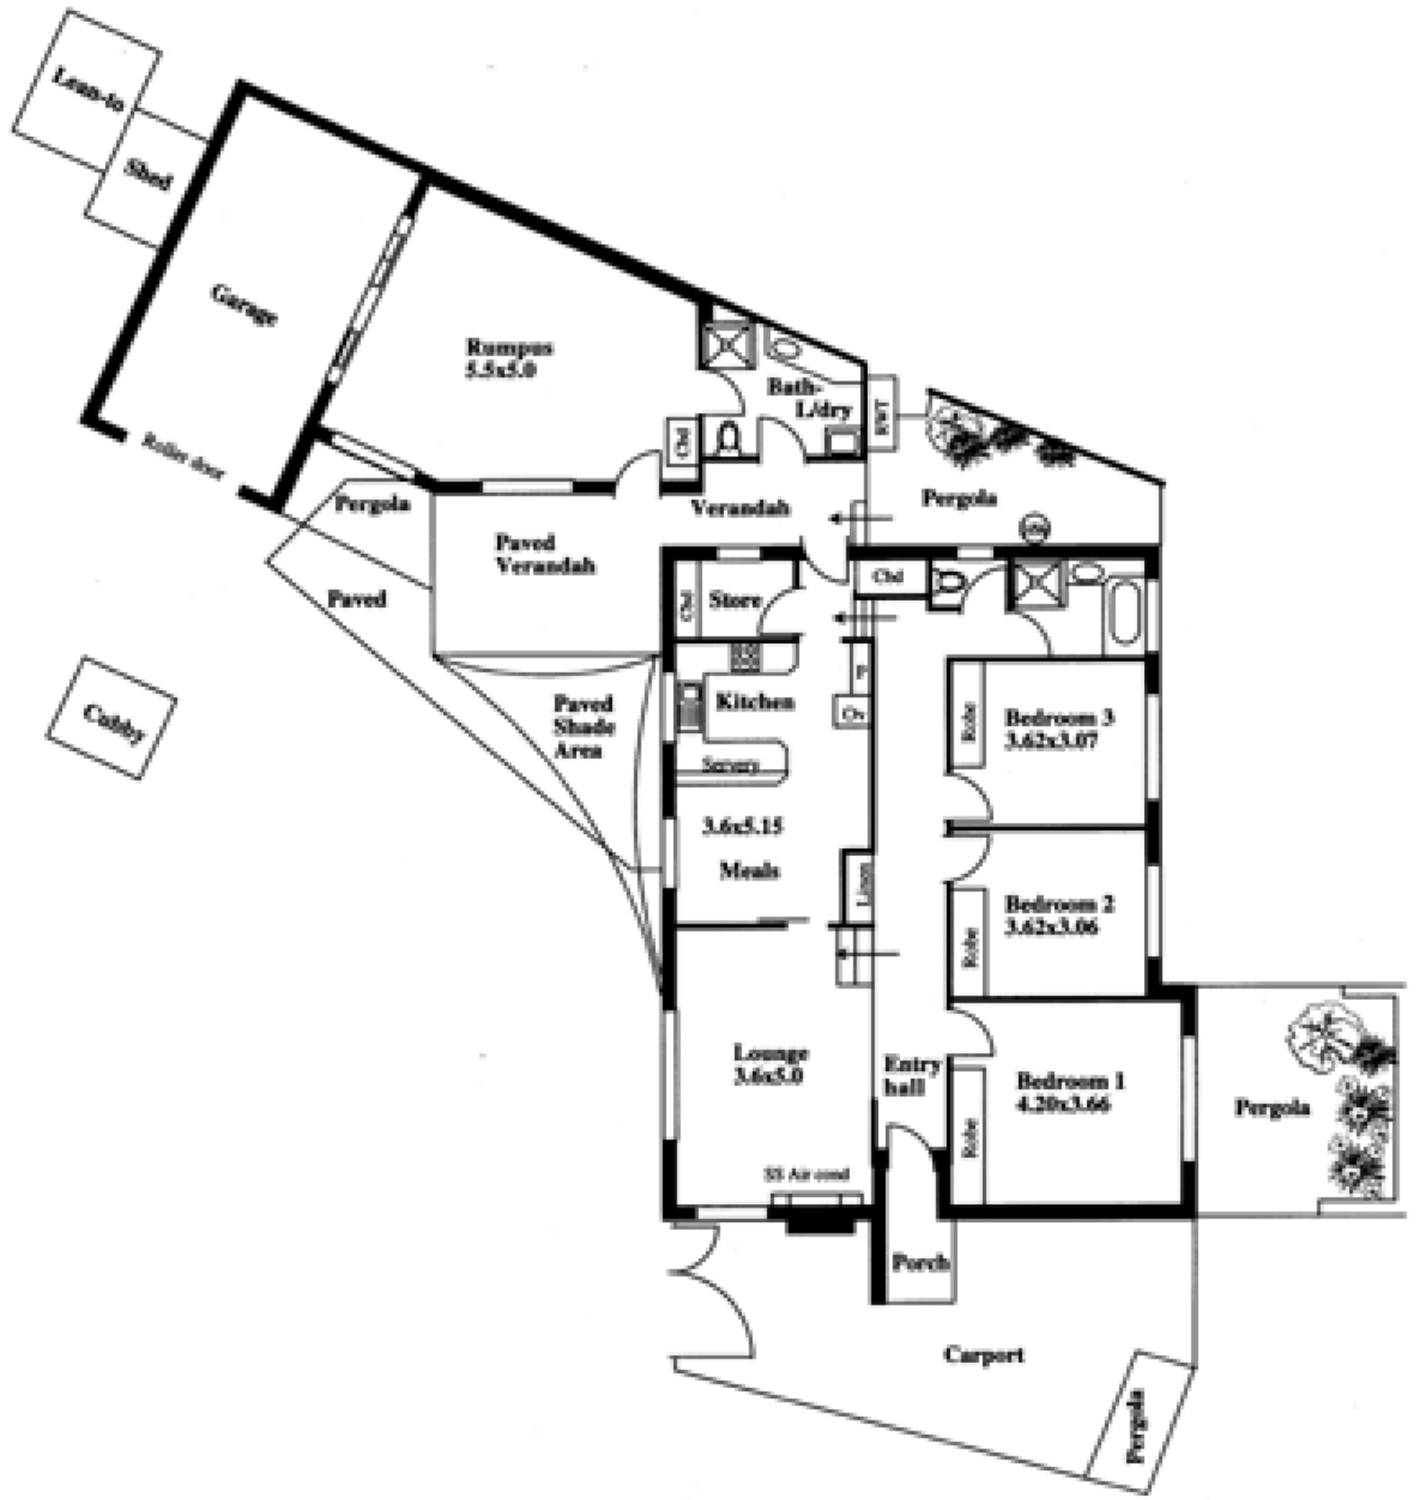 Lean-to
Shed
Garage
Roller door
Rumpus
5.5x5.0
Chd
Bath-
L/dry
RWT
Pergola
Verandah
Pergola
Paved
Verandah
Paved
Cubby
Paved
Shade
Area
Chd
Store
Chd
Kitchen
P
Ov
Servery
3.6x5.15
Meals
Linen
Robe
Bedroom 3
3.62x3.07
Robe
Bedroom 2
3.62x3.06
Lounge
3.6x5.0
Entry
hall
Robe
Bedroom 1
4.20x3.66
Pergola
SS Air cond
Porch
Carport
Pergola